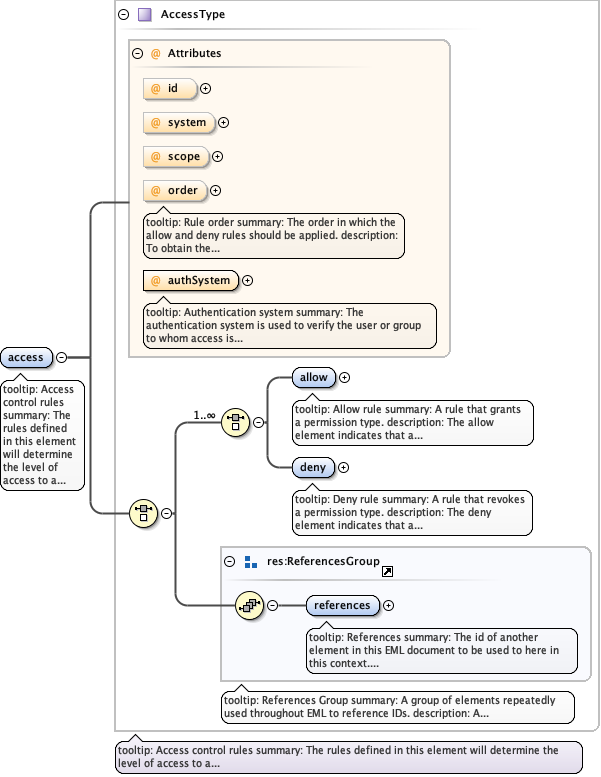 AccessType
@ Attributes
@ id
@ system
@ scope
@ order
tooltip: Rule order summary: The order in which the
allow and deny rules should be applied. description:
To obtain the...
@ authSystem
tooltip: Authentication system summary: The
authentication system is used to verify the user or group
to whom access is...
access
tooltip: Access
control rules
summary: The
rules defined
in this element
will determine
the level of
access to a...
1..∞
allow
tooltip: Allow rule summary: A rule that grants
a permission type. description: The allow
element indicates that a...
deny
tooltip: Deny rule summary: A rule that revokes
a permission type. description: The deny
element indicates that a...
res:ReferencesGroup
references
tooltip: References summary: The id of another
element in this EML document to be used to here in
this context....
tooltip: References Group summary: A group of elements repeatedly
used throughout EML to reference IDs. description: A...
tooltip: Access control rules summary: The rules defined in this element will determine the
level of access to a...